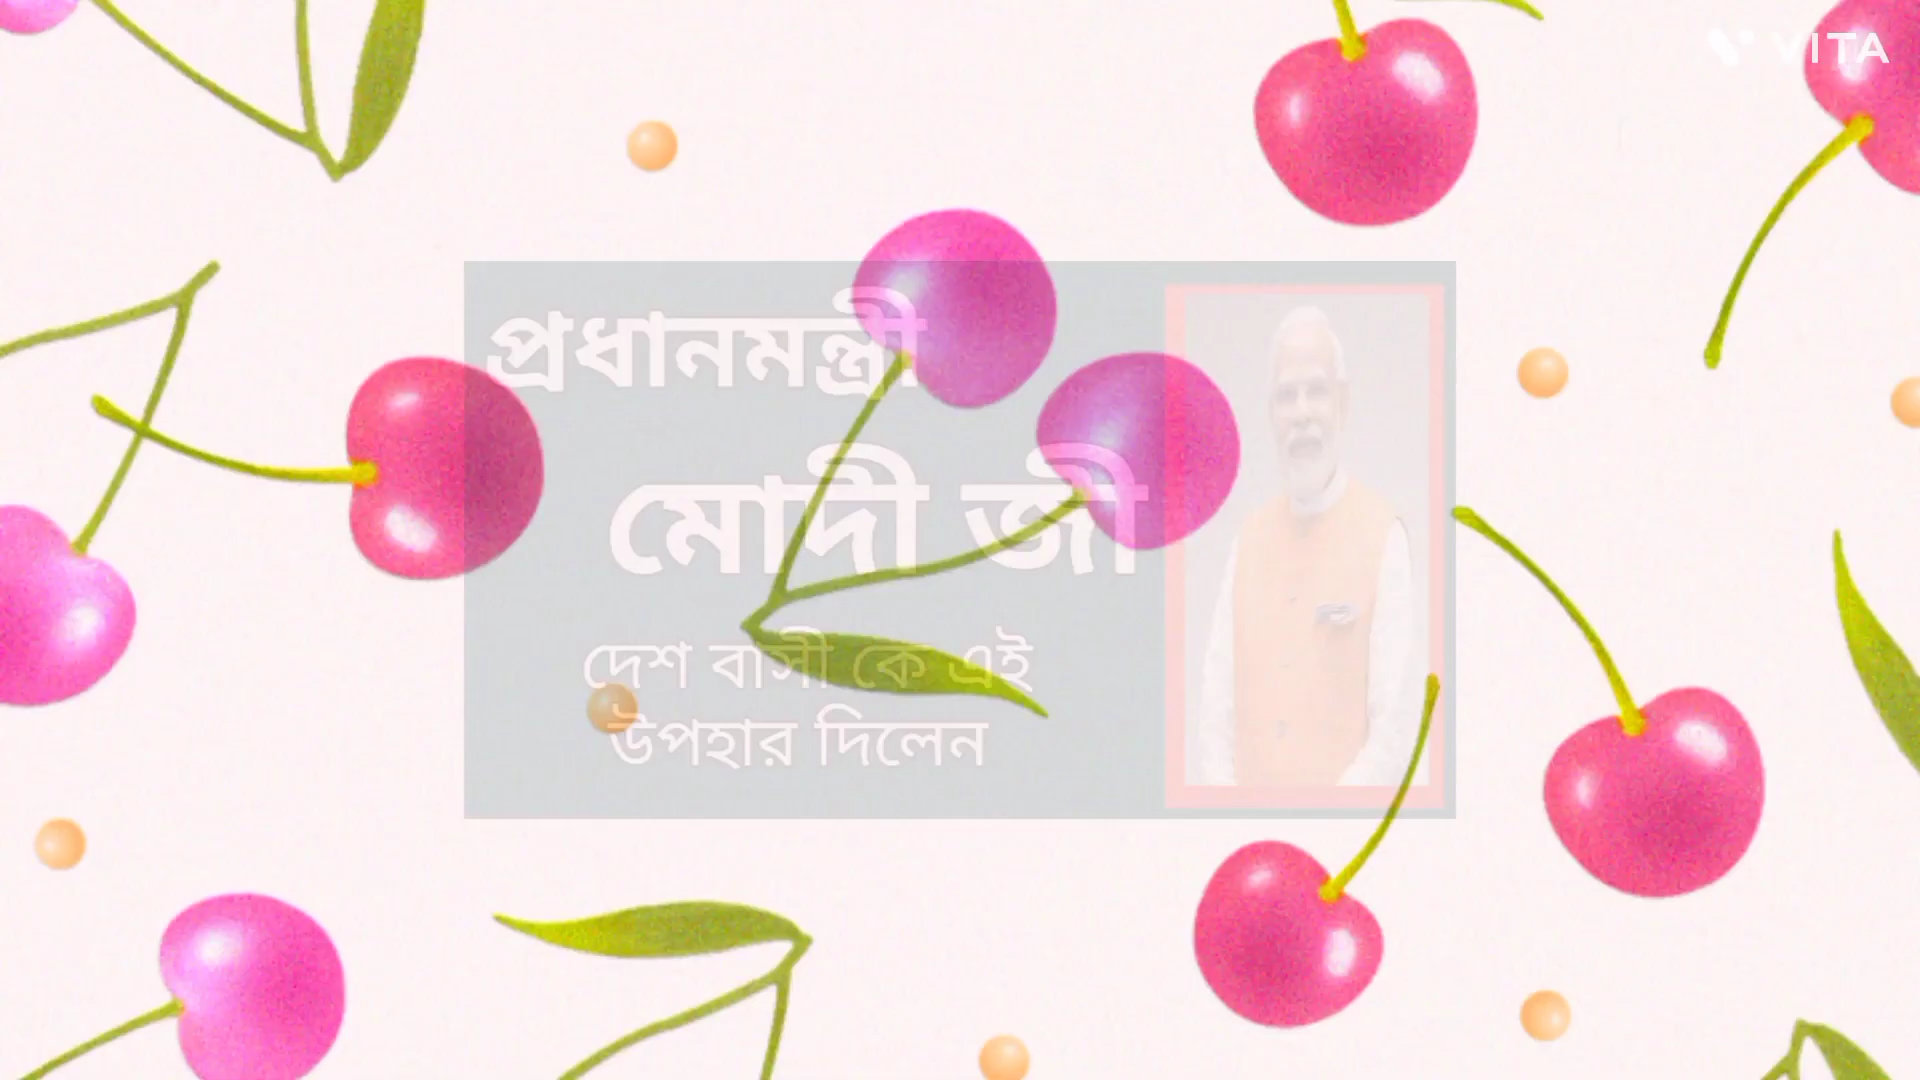 VITA
প্রধানমন্ত্রী
মোদী জী
দেশ বাসী কে এই
উপহার দিলেন